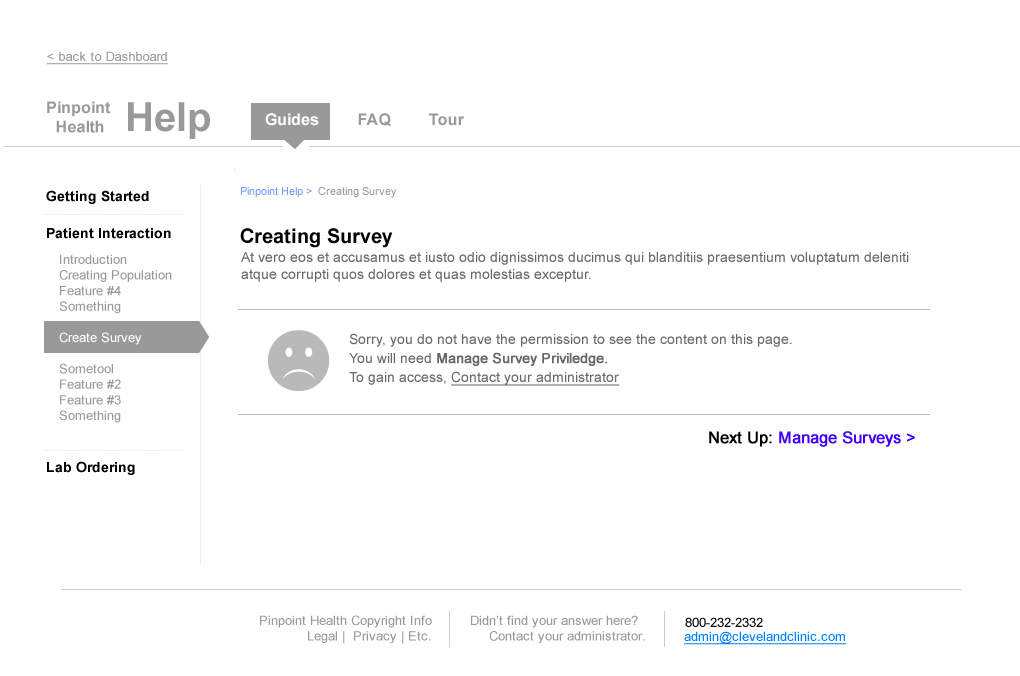 < back to Dashboard
Pinpoint
Health
Help
Guides
FAQ
Tour
Getting Started
Patient Interaction
Introduction
Creating Population
Feature #4
Something
Create Survey
Sometool
Feature #2
Feature #3
Something
Lab Ordering
Pinpoint Help > Creating Survey
Creating Survey
At vero eos et accusamus et iusto odio dignissimos ducimus qui blanditiis praesentium voluptatum deleniti
atque corrupti quos dolores et quas molestias exceptur.
Sorry, you do not have the permission to see the content on this page.
You will need Manage Survey Priviledge.
To gain access, Contact your administrator
Next Up: Manage Surveys >
Pinpoint Health Copyright Info
Legal | Privacy | Etc.
Didn't find your answer here?
Contact your administrator.
800-232-2332
admin@clevelandclinic.com